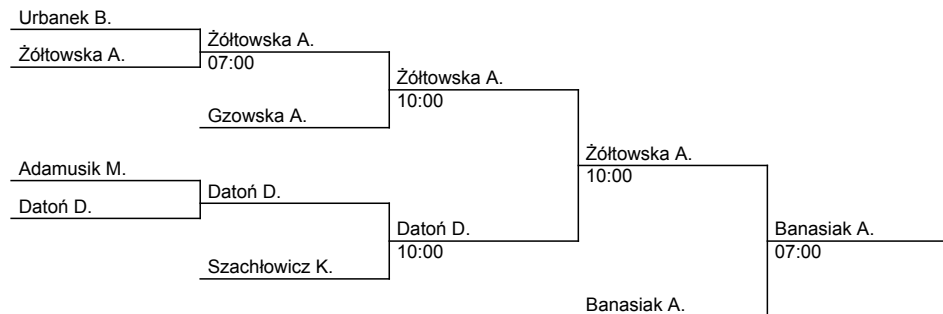 Urbanek B.
Żółtowska A.
Żółtowska A.
07:00
Żółtowska A.
10:00
Gzowska A.
Żółtowska A.
10:00
Adamusik M.
Datoń D.
Datoń D.
Datoń D.
10:00
Banasiak A.
07:00
Szachłowicz K.
Banasiak A.